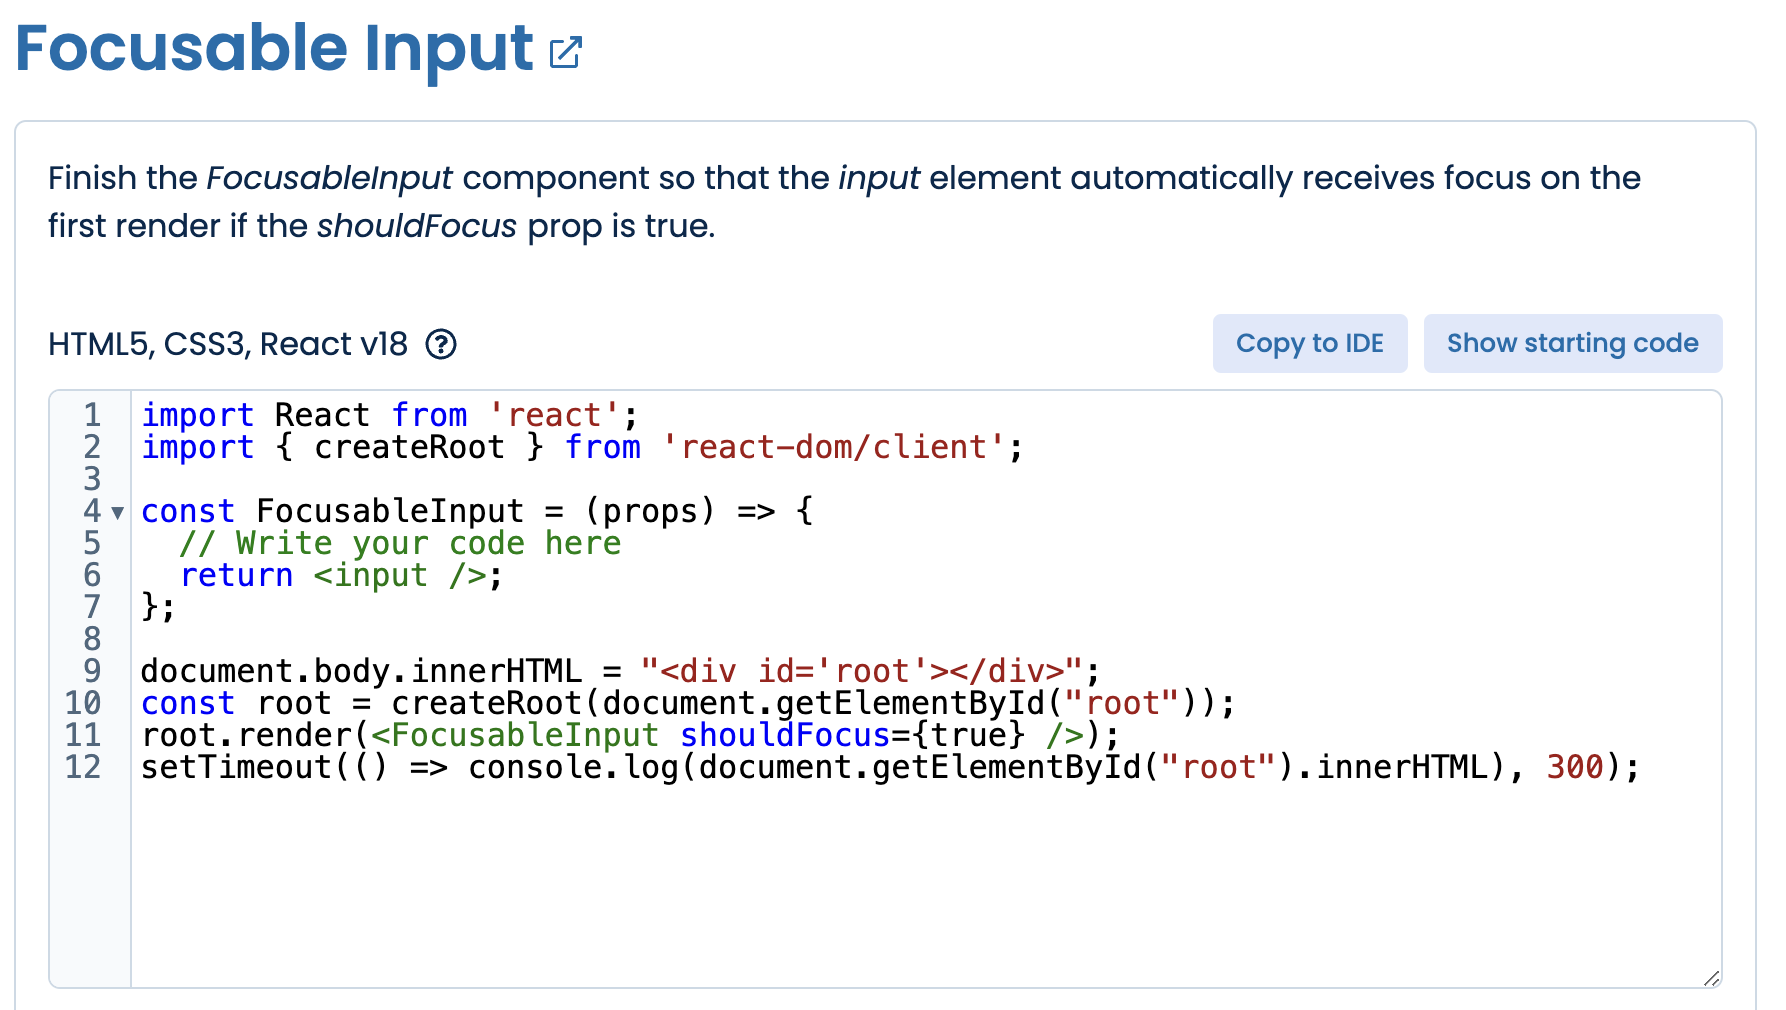 Focusable Input
Finish the FocusableInput component so that the input element automatically receives focus on the
first render if the shouldFocus prop is true.
HTML5, CSS3, React v18
Copy to IDE
Show starting code
1 import React from 'react';
2 import { createRoot } from 'react-dom/client';
3
4 const FocusableInput = (props) => {
5   // Write your code here
6   return <input />;
7 };
8
9 document.body.innerHTML = "<div id='root'></div>";
10 const root = createRoot(document.getElementById("root"));
11 root.render(<FocusableInput shouldFocus={true} />);
12 setTimeout(() => console.log(document.getElementById("root").innerHTML), 300);